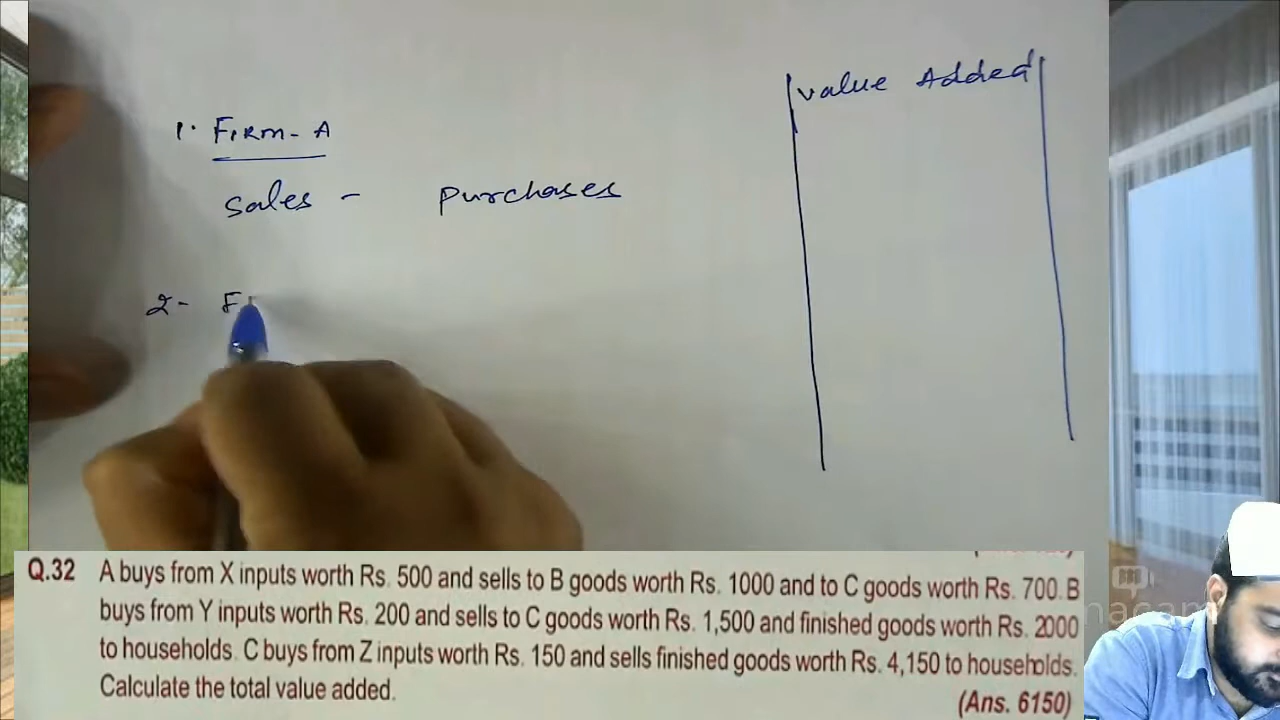 Value Added
1. Firm-A
Sales - Purchases
2- F
Q.32 A buys from X inputs worth Rs. 500 and sells to B goods worth Rs. 1000 and to C goods worth Rs. 700. B
buys from Y inputs worth Rs. 200 and sells to C goods worth Rs. 1,500 and finished goods worth Rs. 2000
to households. C buys from Z inputs worth Rs. 150 and sells finished goods worth Rs. 4,150 to households.
Calculate the total value added.
(Ans. 6150)